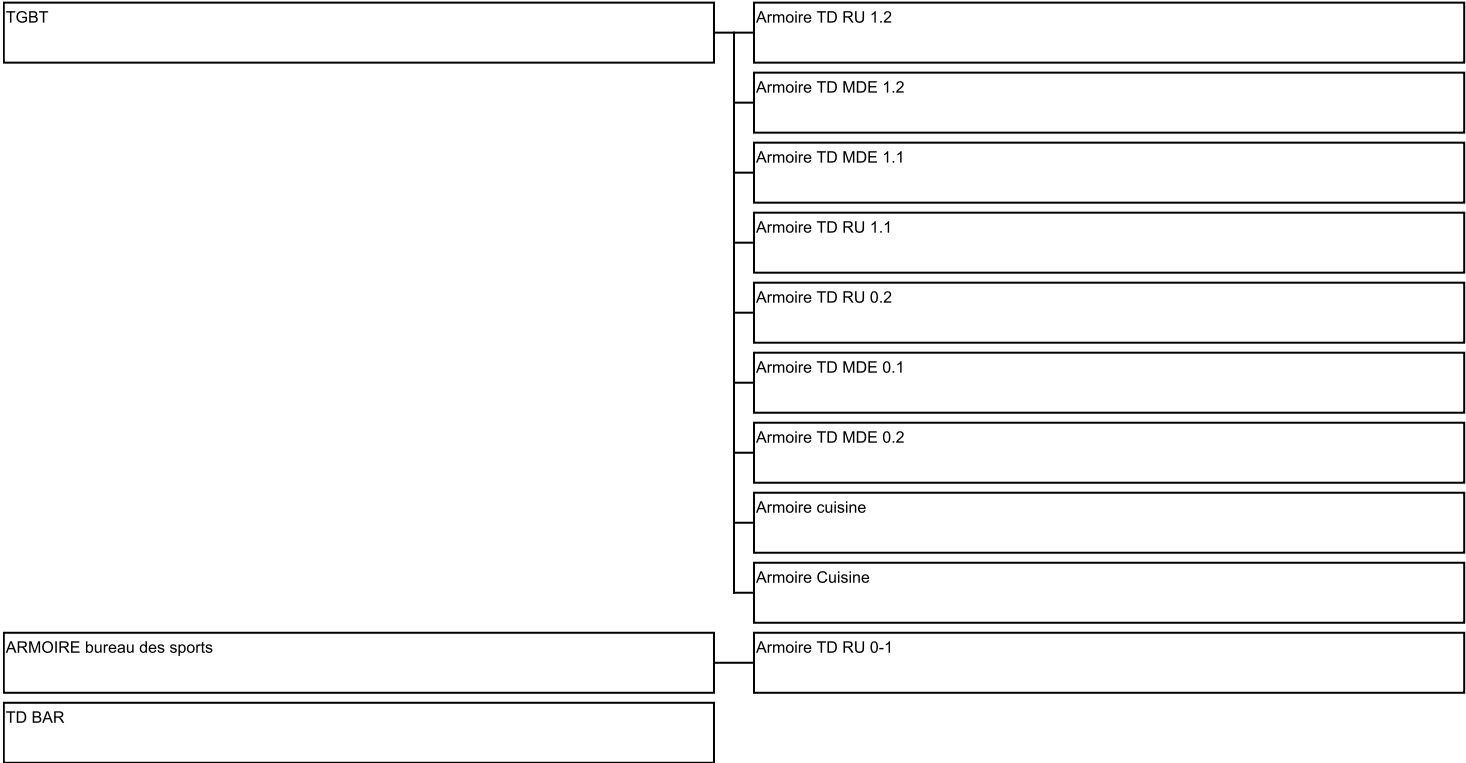 TGBT
Armoire TD RU 1.2
Armoire TD MDE 1.2
Armoire TD MDE 1.1
Armoire TD RU 1.1
Armoire TD RU 0.2
Armoire TD MDE 0.1
Armoire TD MDE 0.2
Armoire cuisine
Armoire Cuisine
ARMOIRE bureau des sports
Armoire TD RU 0-1
TD BAR